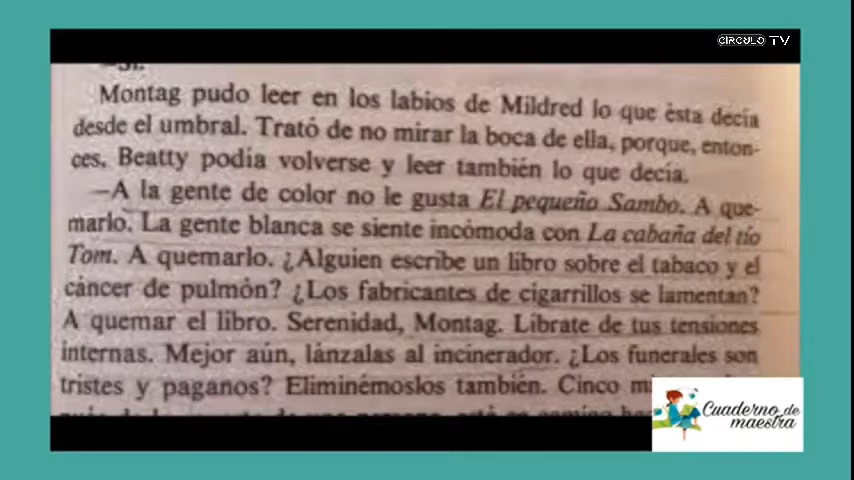 CÍRCULO TV
—Sí.
Montag pudo leer en los labios de Mildred lo que ésta decía
desde el umbral. Trató de no mirar la boca de ella, porque, enton-
ces, Beatty podía volverse y leer también lo que decía.
—A la gente de color no le gusta El pequeño Sambo. A que-
marlo. La gente blanca se siente incómoda con La cabaña del tío
Tom. A quemarlo. ¿Alguien escribe un libro sobre el tabaco y el
cáncer de pulmón? ¿Los fabricantes de cigarrillos se lamentan?
A quemar el libro. Serenidad, Montag. Líbrate de tus tensiones
internas. Mejor aún, lánzalas al incinerador. ¿Los funerales son
tristes y paganos? Eliminémoslos también. Cinco
Cuaderno de
maestra